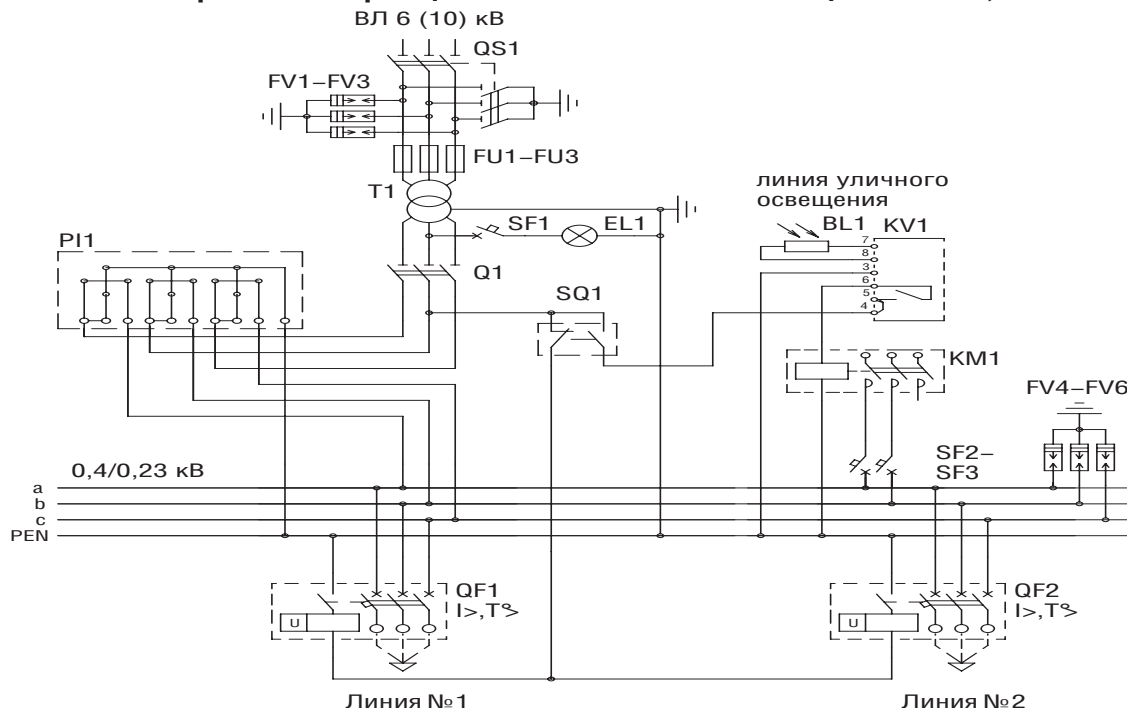 ВЛ 6 (10) кВ
QS1
FV1–FV3
FU1–FU3
T1
линия уличного
освещения
SF1
EL1
BL1
KV1
7
8
3
6
5
4
PI1
Q1
SQ1
KM1
FV4–FV6
SF2–
SF3
0,4/0,23 кВ
a
b
c
PEN
QF1
I>,T°>
U
QF2
I>,T°>
U
Линия №1
Линия №2